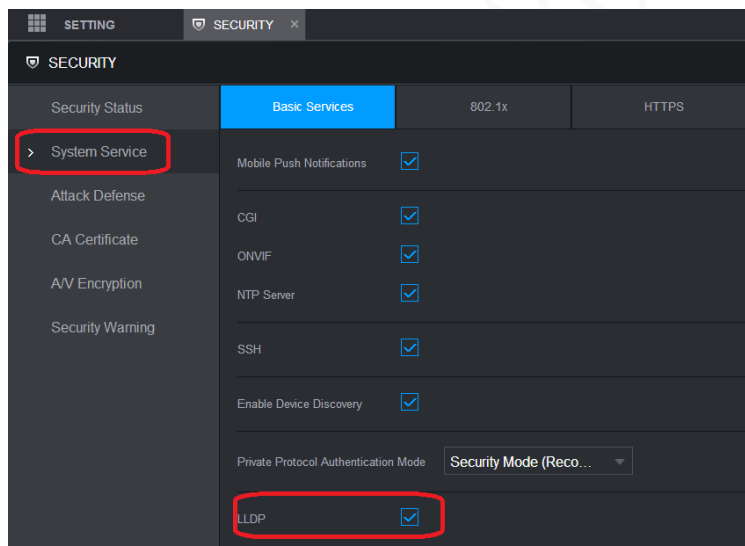 SETTING
SECURITY ×
SECURITY
Security Status
System Service
Attack Defense
CA Certificate
A/V Encryption
Security Warning
Basic Services 802.1x HTTPS
Mobile Push Notifications
CGI
ONVIF
NTP Server
SSH
Enable Device Discovery
Private Protocol Authentication Mode Security Mode (Reco...
LLDP